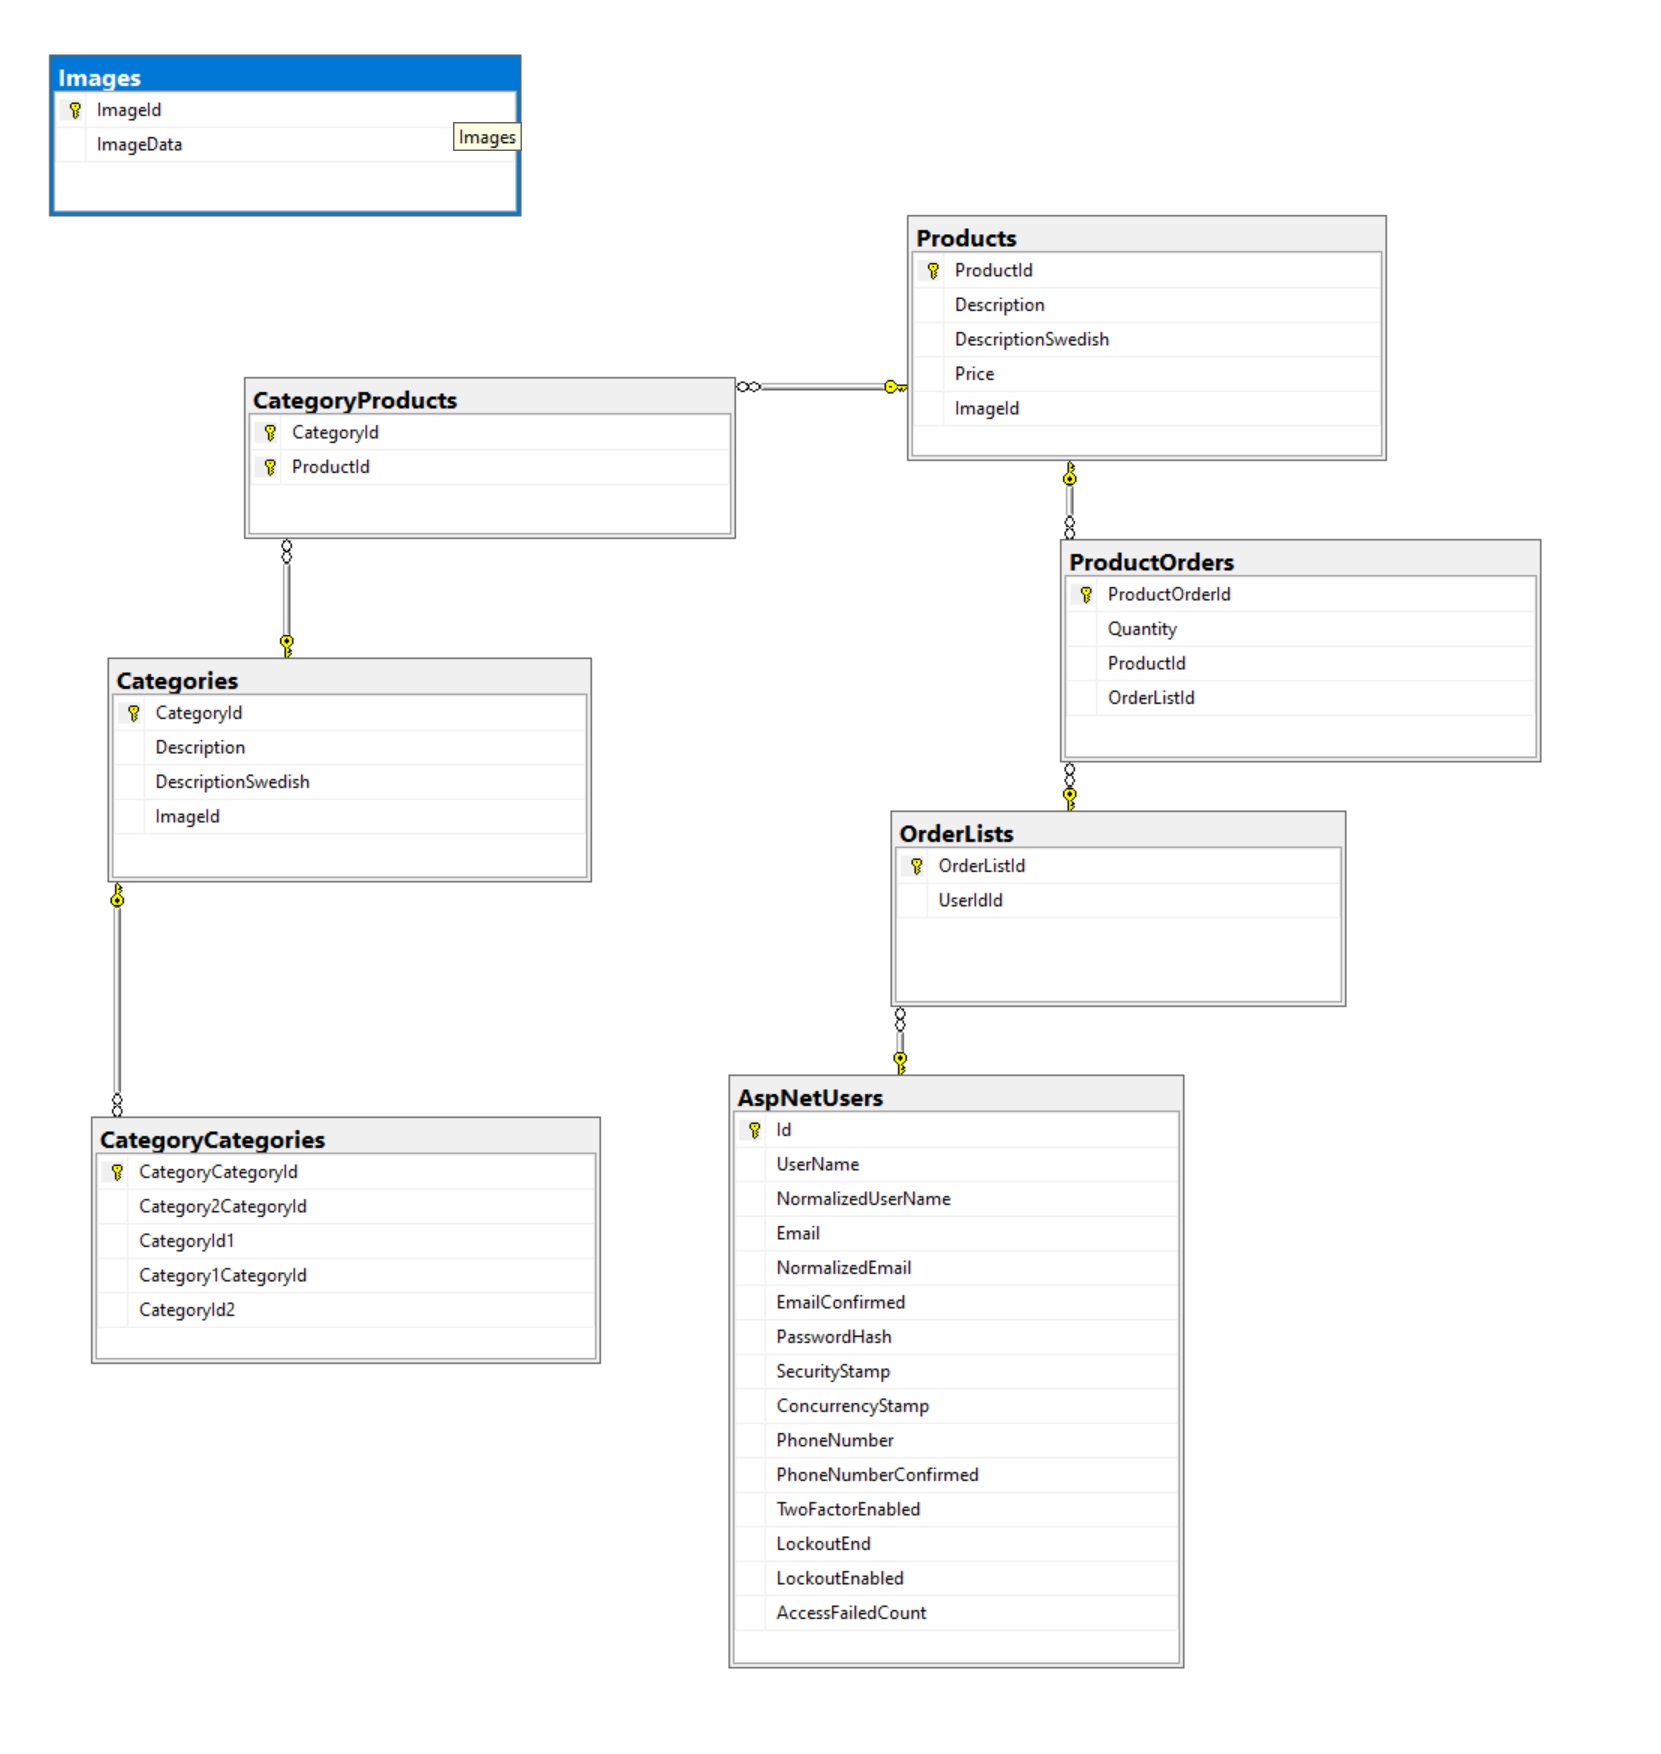 Images
ImageId
ImageData
Images
Products
ProductId
Description
DescriptionSwedish
Price
ImageId
CategoryProducts
CategoryId
ProductId
ProductOrders
ProductOrderId
Quantity
ProductId
OrderListId
Categories
CategoryId
Description
DescriptionSwedish
ImageId
OrderLists
OrderListId
UserIdId
CategoryCategories
CategoryCategoryId
Category2CategoryId
CategoryId1
Category1CategoryId
CategoryId2
AspNetUsers
Id
UserName
NormalizedUserName
Email
NormalizedEmail
EmailConfirmed
PasswordHash
SecurityStamp
ConcurrencyStamp
PhoneNumber
PhoneNumberConfirmed
TwoFactorEnabled
LockoutEnd
LockoutEnabled
AccessFailedCount